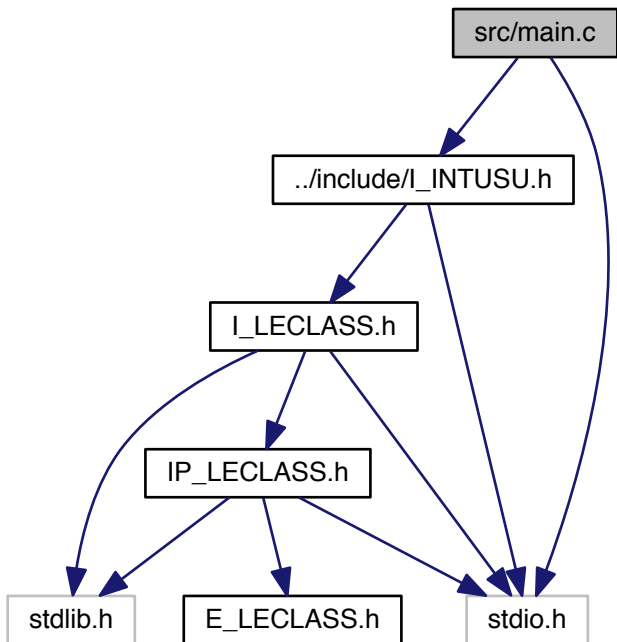 src/main.c
../include/I_INTUSU.h
I_LECLASS.h
IP_LECLASS.h
stdlib.h
E_LECLASS.h
stdio.h